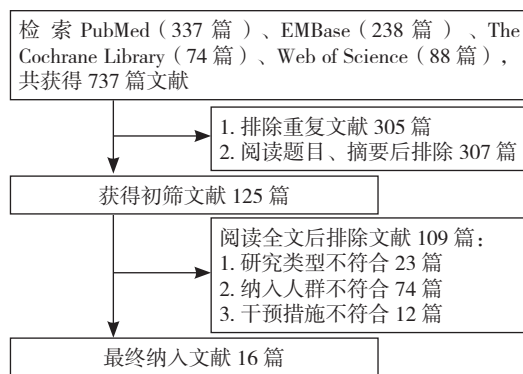 检 索 PubMed（337 篇）、EMBase（238 篇）、The
Cochrane Library（74 篇）、Web of Science（88 篇），
共获得 737 篇文献
1. 排除重复文献 305 篇
2. 阅读题目、摘要后排除 307 篇
获得初筛文献 125 篇
阅读全文后排除文献 109 篇：
1. 研究类型不符合 23 篇
2. 纳入人群不符合 74 篇
3. 干预措施不符合 12 篇
最终纳入文献 16 篇